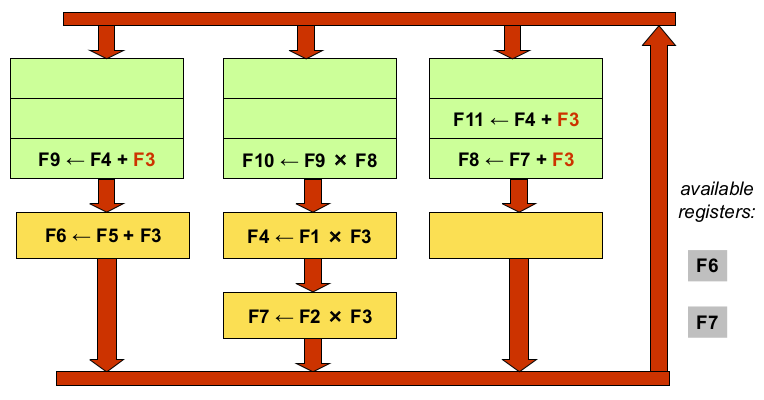 F11 ← F4 + F3
F9 ← F4 + F3
F10 ← F9 × F8
F8 ← F7 + F3
available
registers:
F6 ← F5 + F3
F4 ← F1 × F3
F6
F7 ← F2 × F3
F7